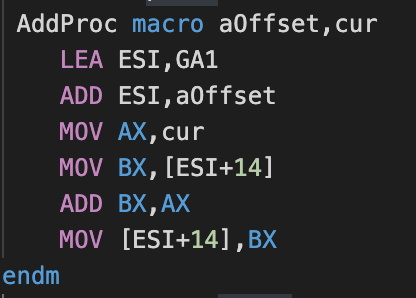 AddProc macro aOffset,cur
LEA ESI,GA1
ADD ESI,aOffset
MOV AX,cur
MOV BX,[ESI+14]
ADD BX,AX
MOV [ESI+14],BX
endm